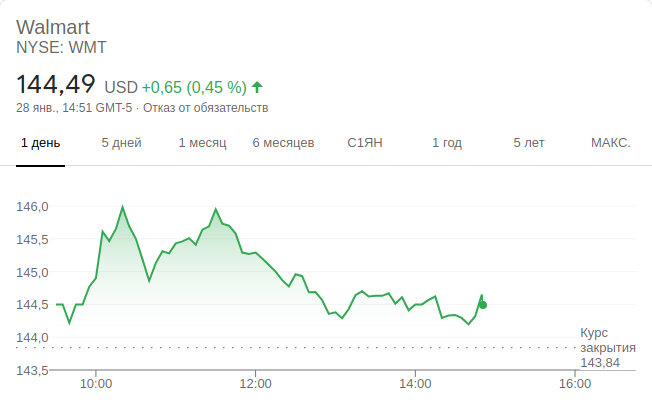 Walmart
NYSE: WMT
144,49 USD +0,65 (0,45 %)
28 янв., 14:51 GMT-5 · Отказ от обязательств
1 день 5 дней 1 месяц 6 месяцев С1ЯН 1 год 5 лет МАКС.
146,0
145,5
145,0
144,5
144,0
Курс
закрытия
143,84
143,5
10:00 12:00 14:00 16:00